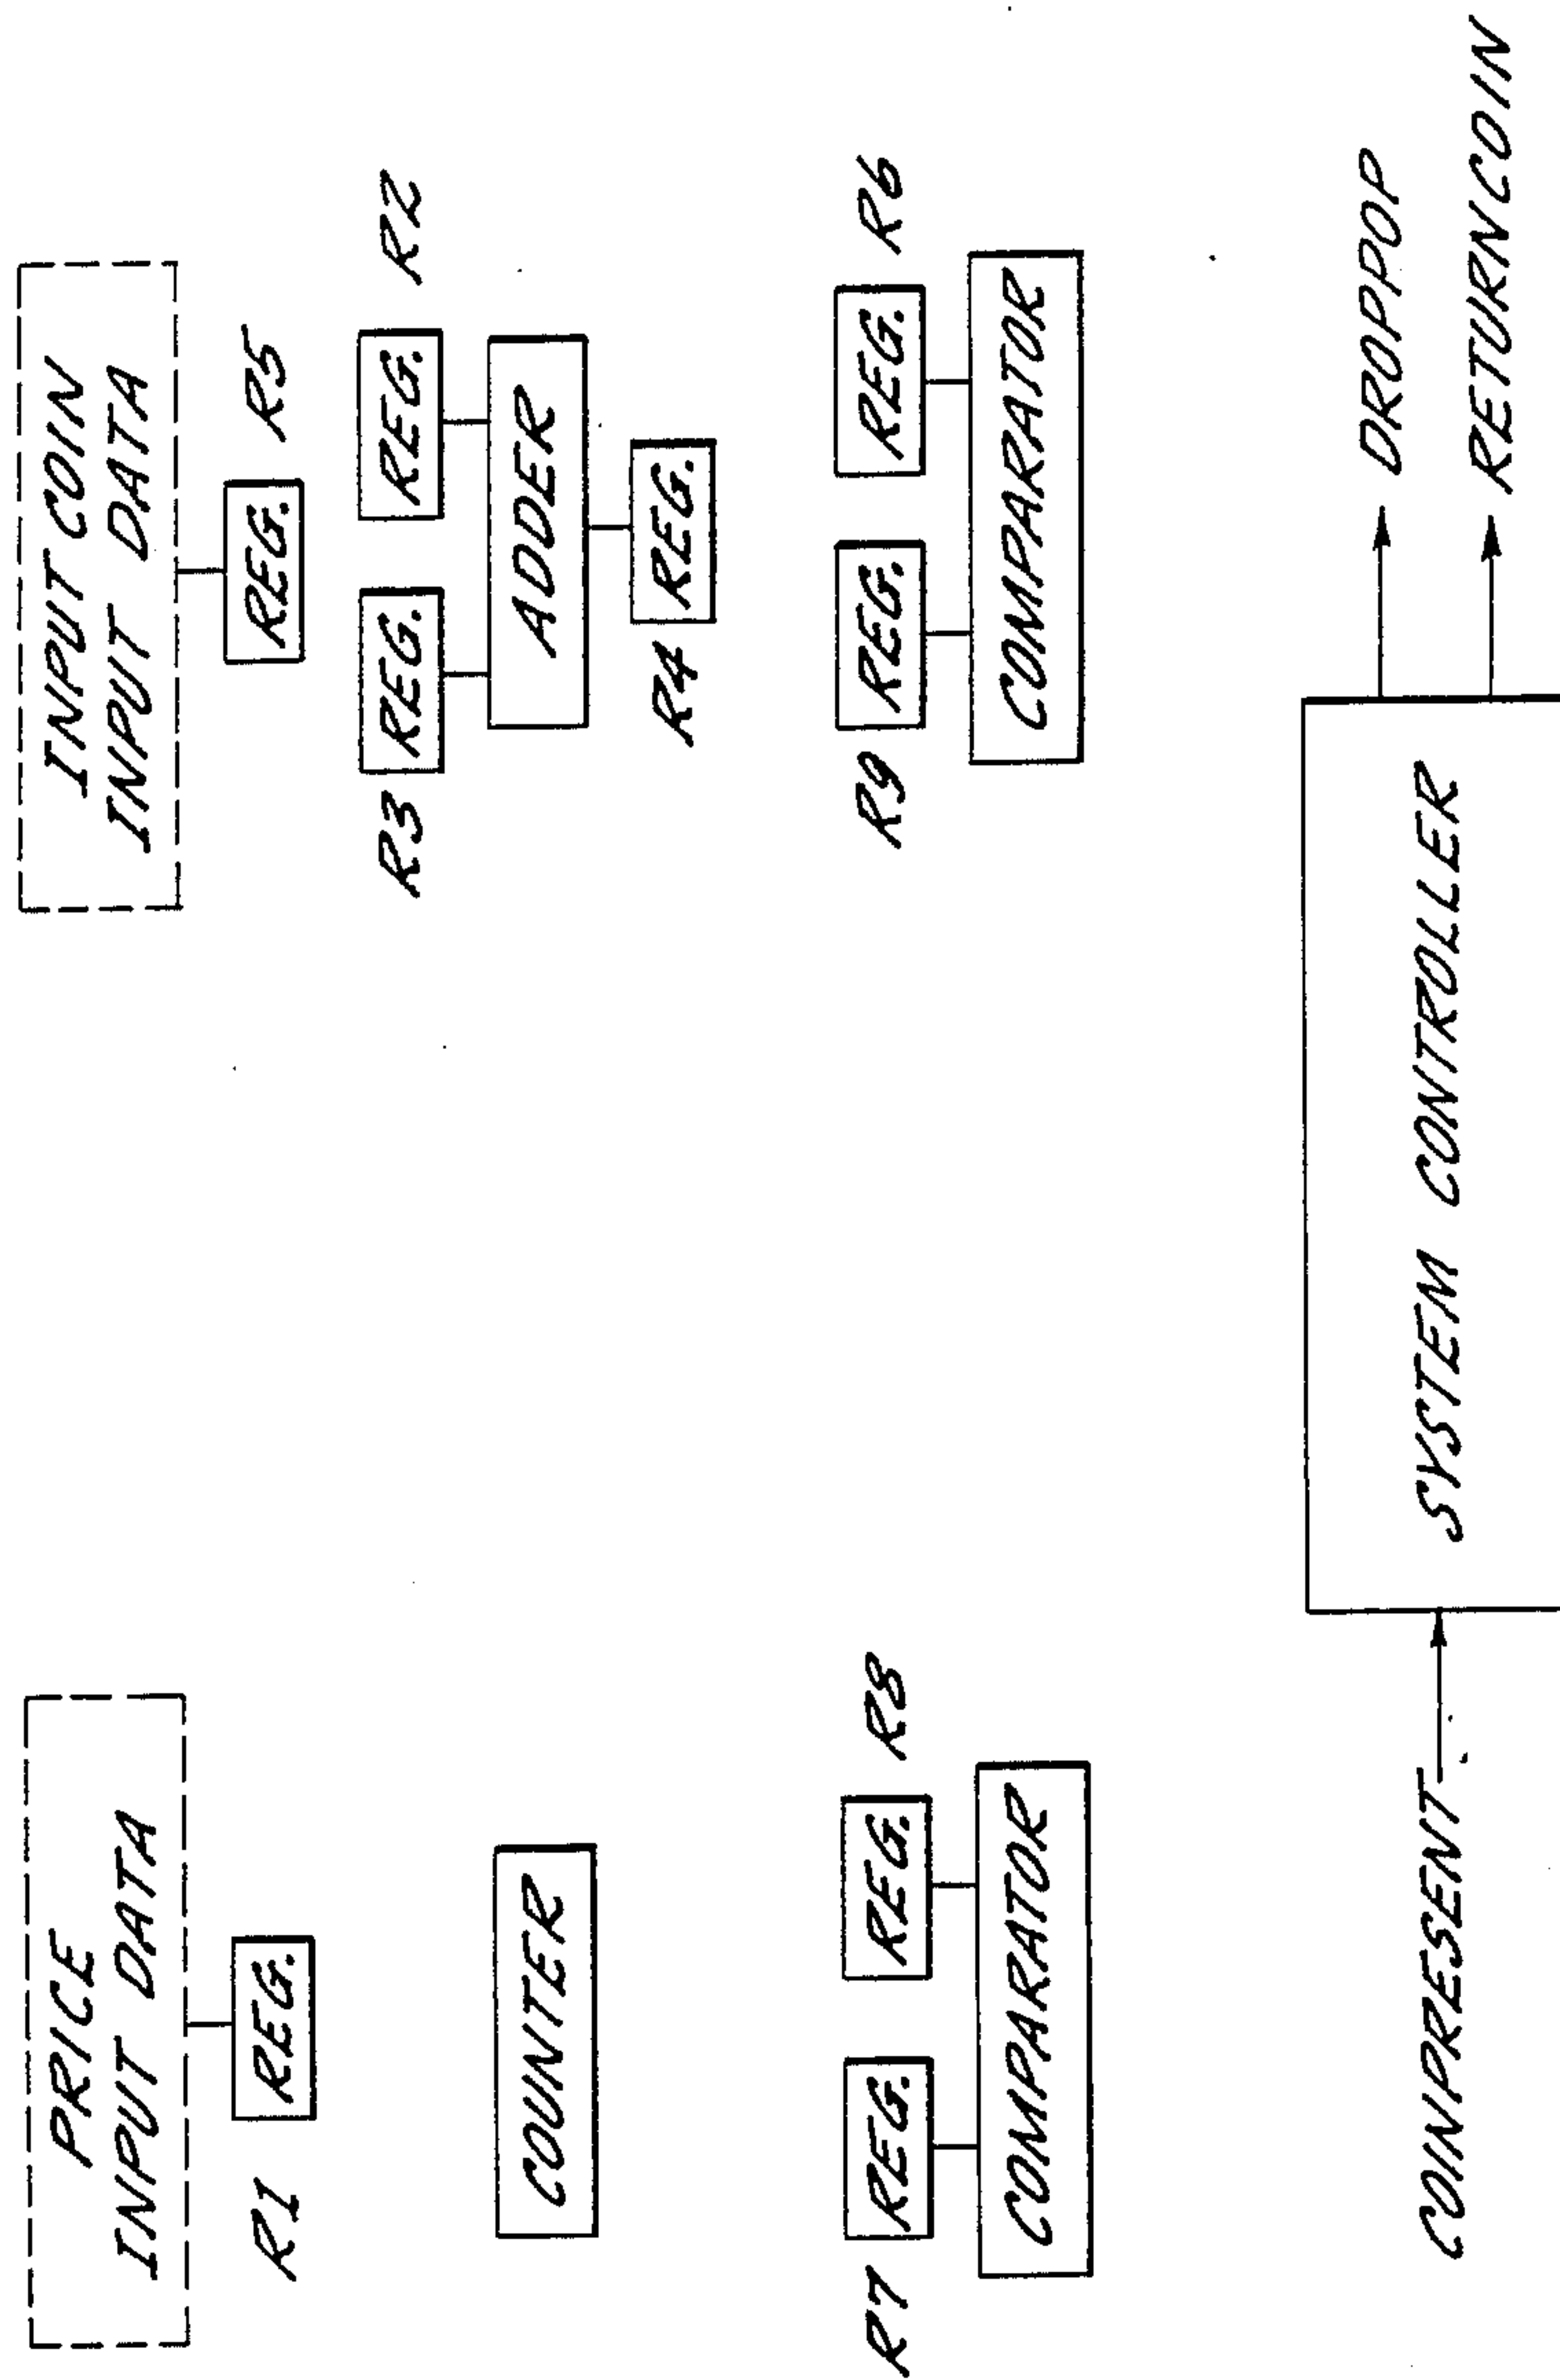 PRICE
INPUT DATA
INPUT COIN
INPUT DATA
R1
REG.
REG.
R5
R3
REG.
REG.
R2
COUNTER
ADDER
R4
REG.
R7
REG.
REG.
R8
R9
REG.
REG.
R6
COMPARATOR
COMPARATOR
COINPRESENT
SYSTEM CONTROLLER
DROPPOP
RETURNCOIN